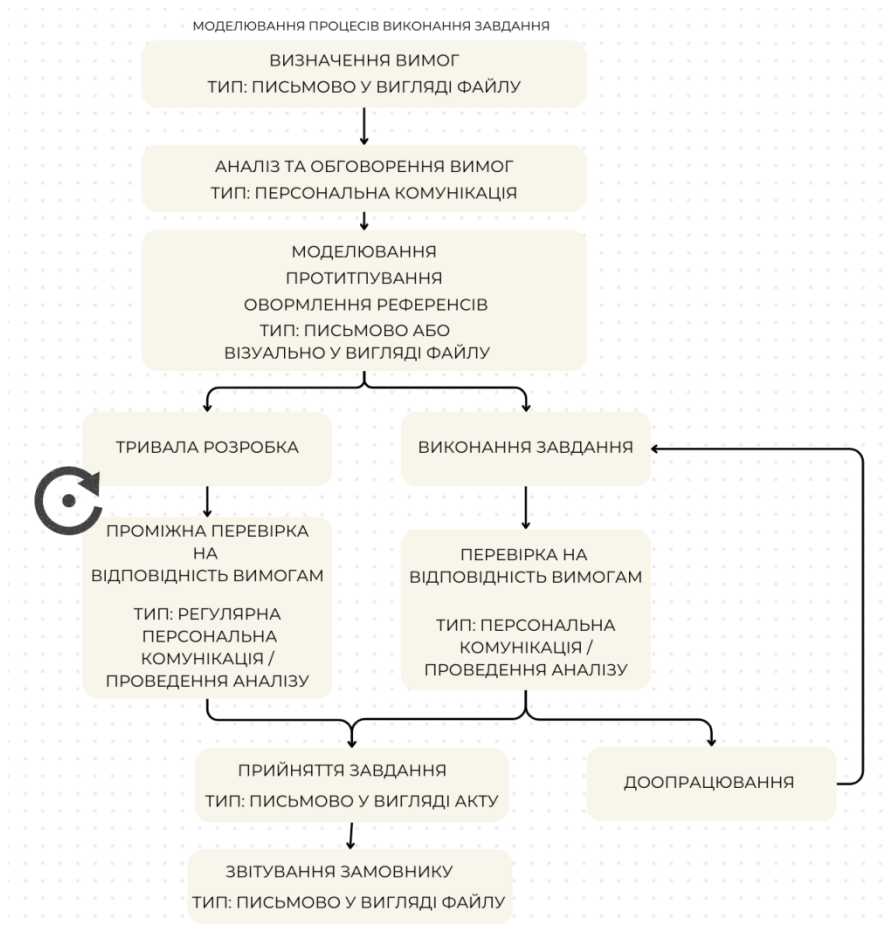 МОДЕЛЮВАННЯ ПРОЦЕСІВ ВИКОНАННЯ ЗАВДАННЯ
ВИЗНАЧЕННЯ ВИМОГ
ТИП: ПИСЬМОВО У ВИГЛЯДІ ФАЙЛУ
АНАЛІЗ ТА ОБГОВОРЕННЯ ВИМОГ
ТИП: ПЕРСОНАЛЬНА КОМУНІКАЦІЯ
МОДЕЛЮВАННЯ
ПРОТИТПУВАННЯ
ОВОРМЛЕННЯ РЕФЕРЕНСІВ
ТИП: ПИСЬМОВО АБО
ВІЗУАЛЬНО У ВИГЛЯДІ ФАЙЛУ
ТРИВАЛА РОЗРОБКА
ВИКОНАННЯ ЗАВДАННЯ
ПРОМІЖНА ПЕРЕВІРКА
НА
ВІДПОВІДНІСТЬ ВИМОГАМ
ТИП: РЕГУЛЯРНА
ПЕРСОНАЛЬНА
КОМУНІКАЦІЯ /
ПРОВЕДЕННЯ АНАЛІЗУ
ПЕРЕВІРКА НА
ВІДПОВІДНІСТЬ ВИМОГАМ
ТИП: ПЕРСОНАЛЬНА
КОМУНІКАЦІЯ /
ПРОВЕДЕННЯ АНАЛІЗУ
ПРИЙНЯТТЯ ЗАВДАННЯ
ТИП: ПИСЬМОВО У ВИГЛЯДІ АКТУ
ДООПРАЦЮВАННЯ
ЗВІТУВАННЯ ЗАМОВНИКУ
ТИП: ПИСЬМОВО У ВИГЛЯДІ ФАЙЛУ